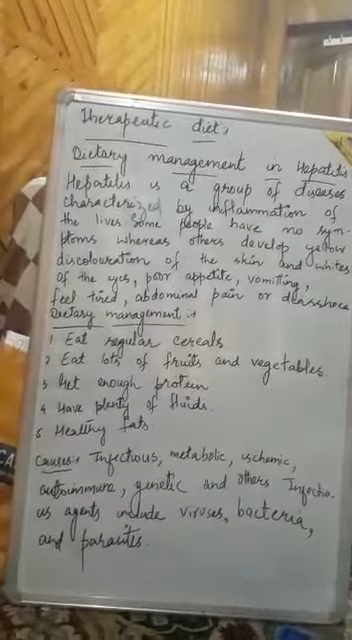 Therapeutic diet,
Dietary management in Hepatitis
Hepatitis is a group of diseases
characterized by inflammation of
the lives Some people have no sym-
ptoms whereas others develop yellow
discolouration of the skin and whites
of the eyes, poor appetite, vomitting,
feel tired, abdominal pain or
Dietary management :-
1 Eat regular cereals
2 Eat lots of fruits and vegetables.
3 Get enough protein
4 Have plenty of fluids.
5 Healthy fats.
Causes:- Infectious, metabolic, ischemic,
autoimmune, genetic and others Infectio-
us agents include viruses, bacteria,
and parasites.
CA